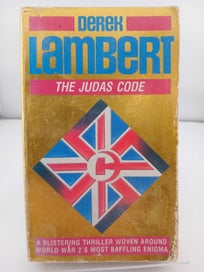 DEREK
LAMBERT
THE JUDAS CODE
C
A BLISTERING THRILLER WOVEN AROUND
WORLD WAR 2'S MOST BAFFLING ENIGMA